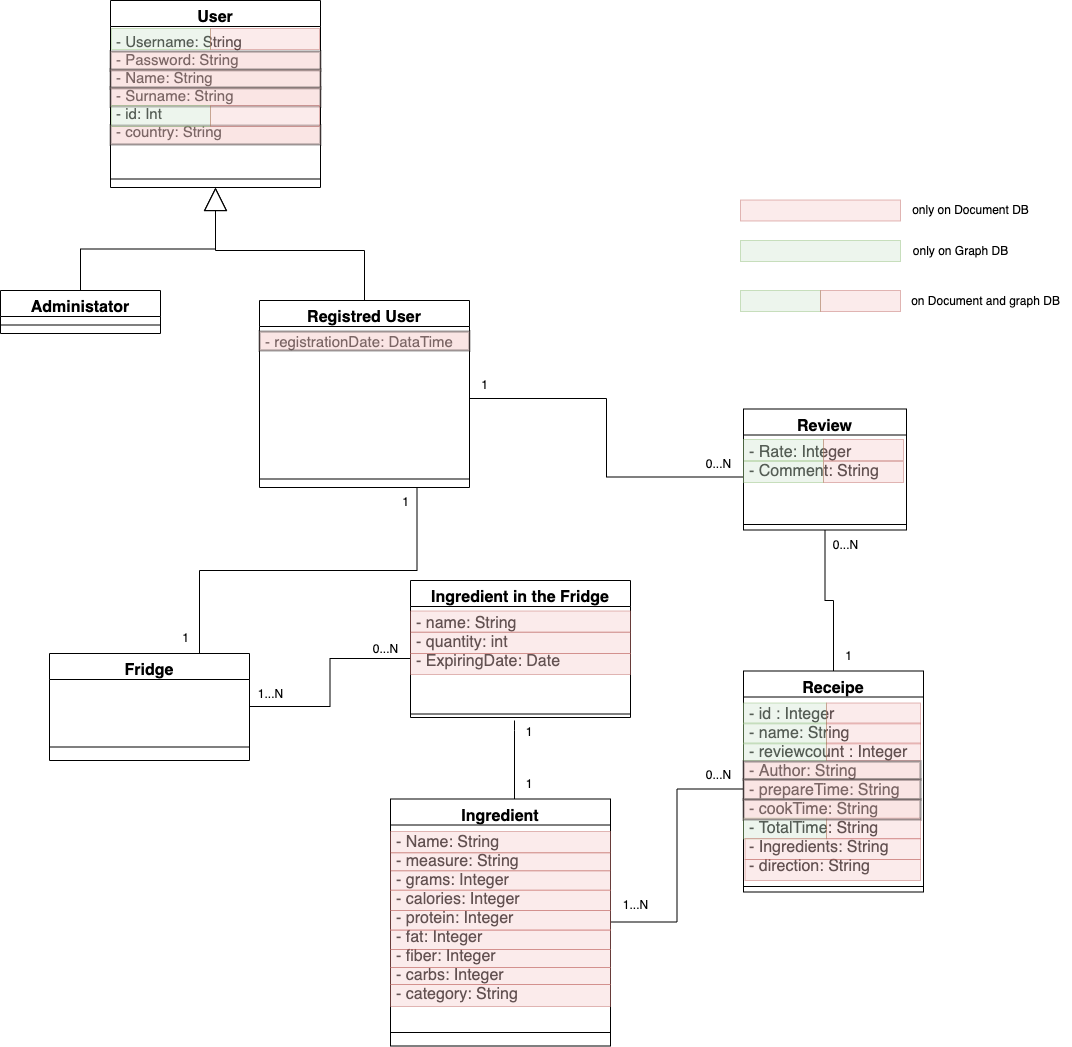 User
- Username: String
- Password: String
- Name: String
- Surname: String
- id: Int
- country: String
only on Document DB
only on Graph DB
on Document and graph DB
Administator
Registred User
- registrationDate: DataTime
1
0...N
Review
- Rate: Integer
- Comment: String
0...N
1
1
Ingredient in the Fridge
- name: String
- quantity: int
- ExpiringDate: Date
0...N
1...N
Fridge
1
1
1
Receipe
- id : Integer
- name: String
- reviewcount : Integer
- Author: String
- prepareTime: String
- cookTime: String
- TotalTime: String
- Ingredients: String
- direction: String
0...N
1...N
Ingredient
- Name: String
- measure: String
- grams: Integer
- calories: Integer
- protein: Integer
- fat: Integer
- fiber: Integer
- carbs: Integer
- category: String